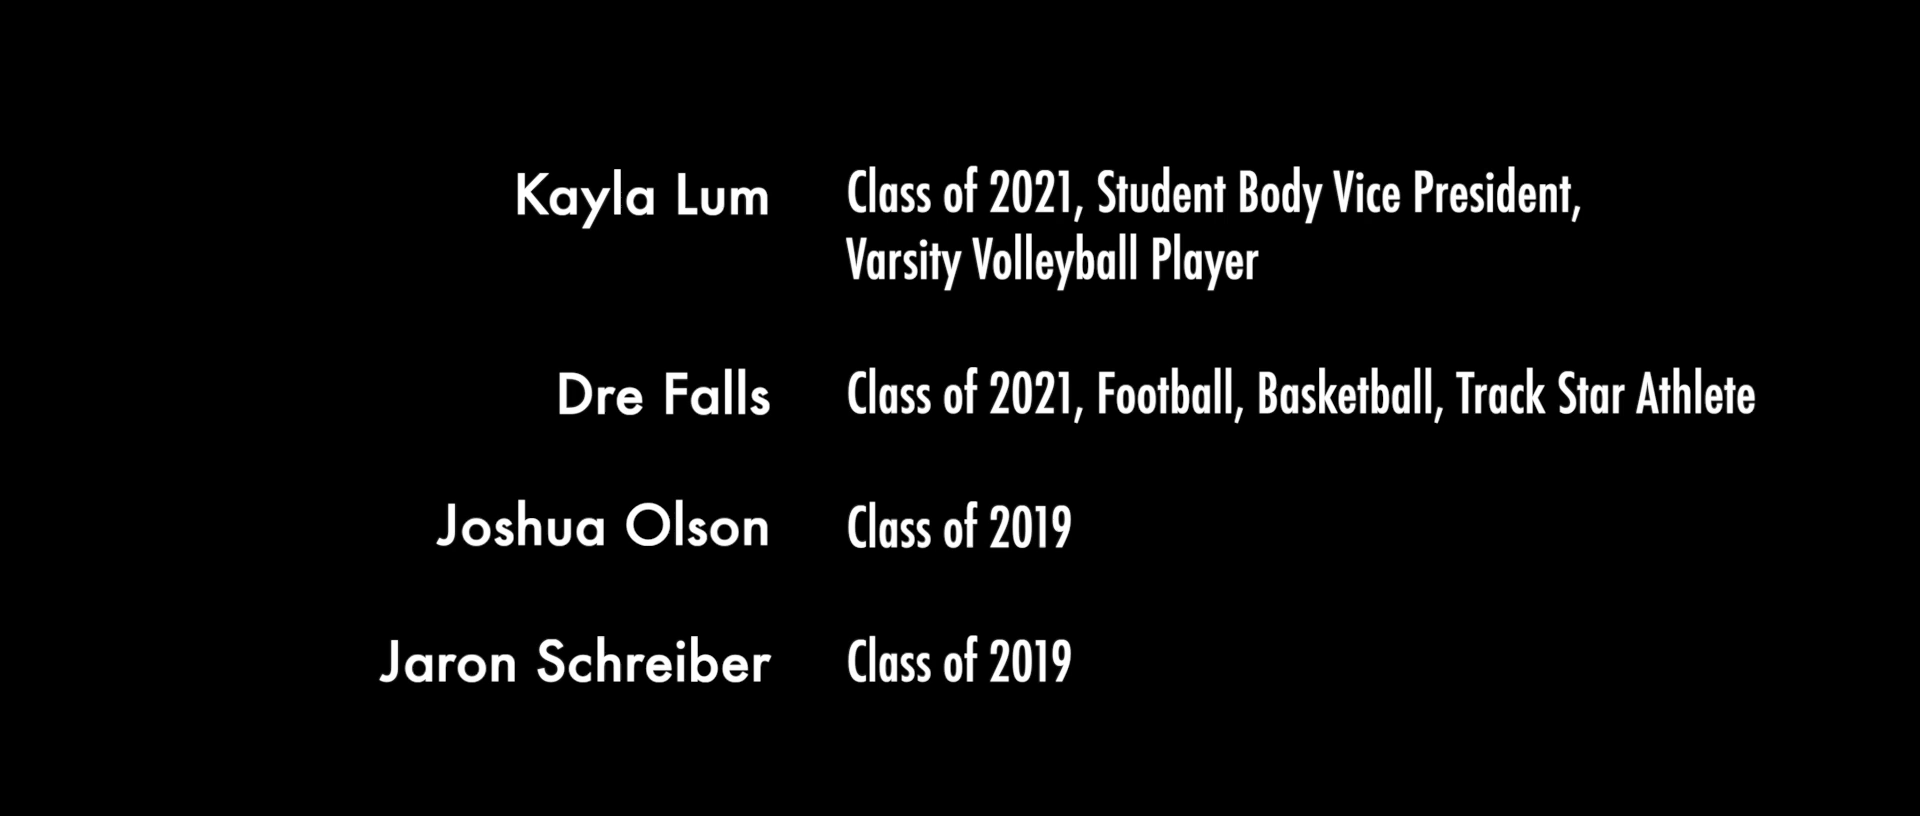 Kayla Lum Class of 2021, Student Body Vice President,
Varsity Volleyball Player
Dre Falls Class of 2021, Football, Basketball, Track Star Athlete
Joshua Olson Class of 2019
Jaron Schreiber Class of 2019